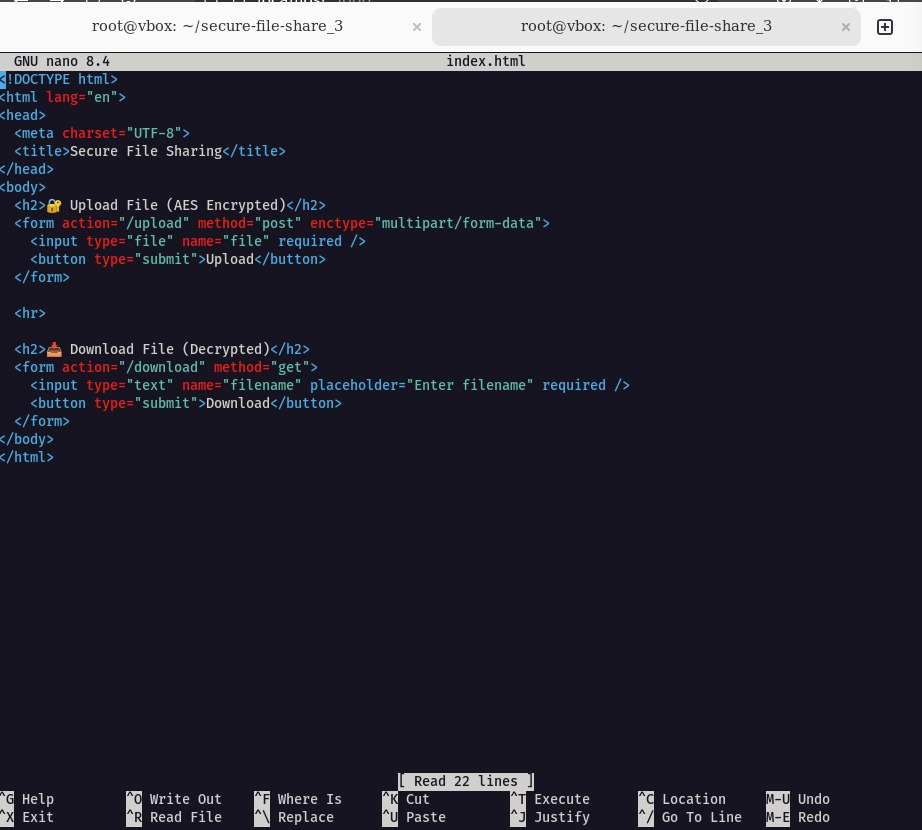 root@vbox: ~/secure-file-share_3 × root@vbox: ~/secure-file-share_3 ×
GNU nano 8.4 index.html
<!DOCTYPE html>
<html lang="en">
<head>
  <meta charset="UTF-8">
  <title>Secure File Sharing</title>
</head>
<body>
  <h2>🔐 Upload File (AES Encrypted)</h2>
  <form action="/upload" method="post" enctype="multipart/form-data">
    <input type="file" name="file" required />
    <button type="submit">Upload</button>
  </form>
  <hr>
  <h2>📥 Download File (Decrypted)</h2>
  <form action="/download" method="get">
    <input type="text" name="filename" placeholder="Enter filename" required />
    <button type="submit">Download</button>
  </form>
</body>
</html>
[ Read 22 lines ]
^G Help ^O Write Out ^F Where Is ^K Cut ^T Execute ^C Location M-U Undo
^X Exit ^R Read File ^\ Replace ^U Paste ^J Justify ^/ Go To Line M-E Redo